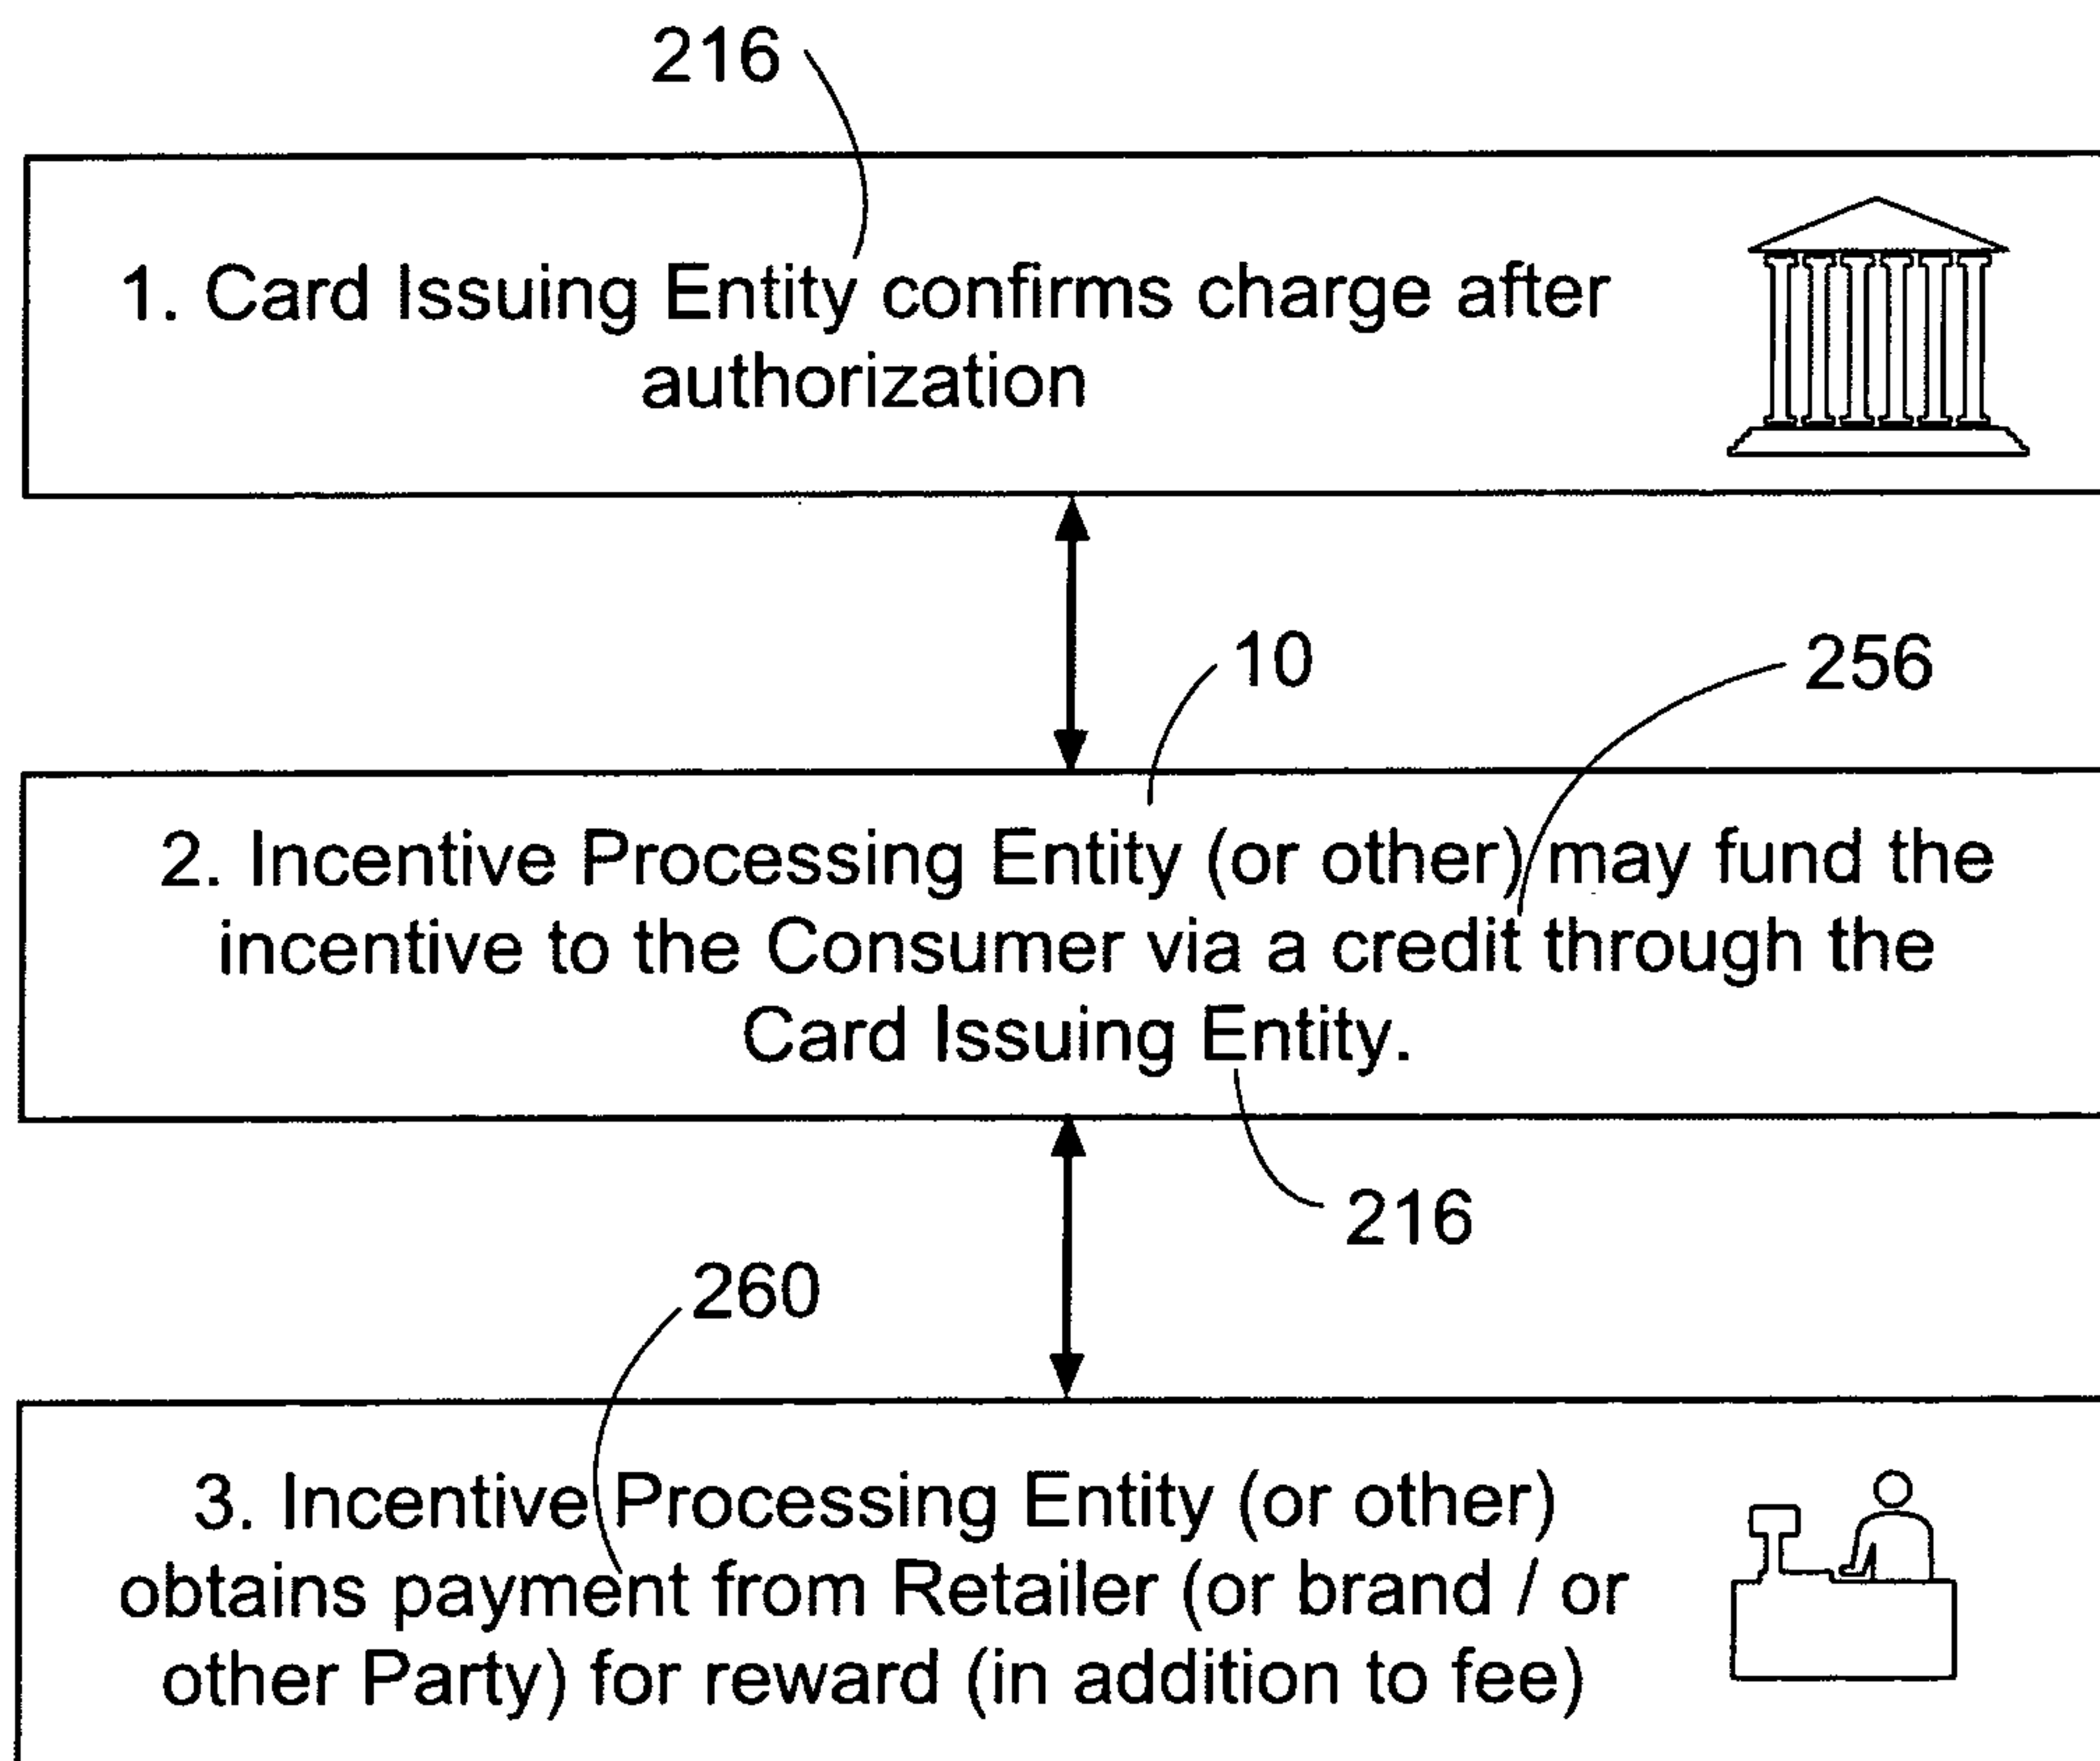 216
1. Card Issuing Entity confirms charge after
authorization
10
256
2. Incentive Processing Entity (or other) may fund the
incentive to the Consumer via a credit through the
Card Issuing Entity.
216
260
3. Incentive Processing Entity (or other)
obtains payment from Retailer (or brand / or
other Party) for reward (in addition to fee)